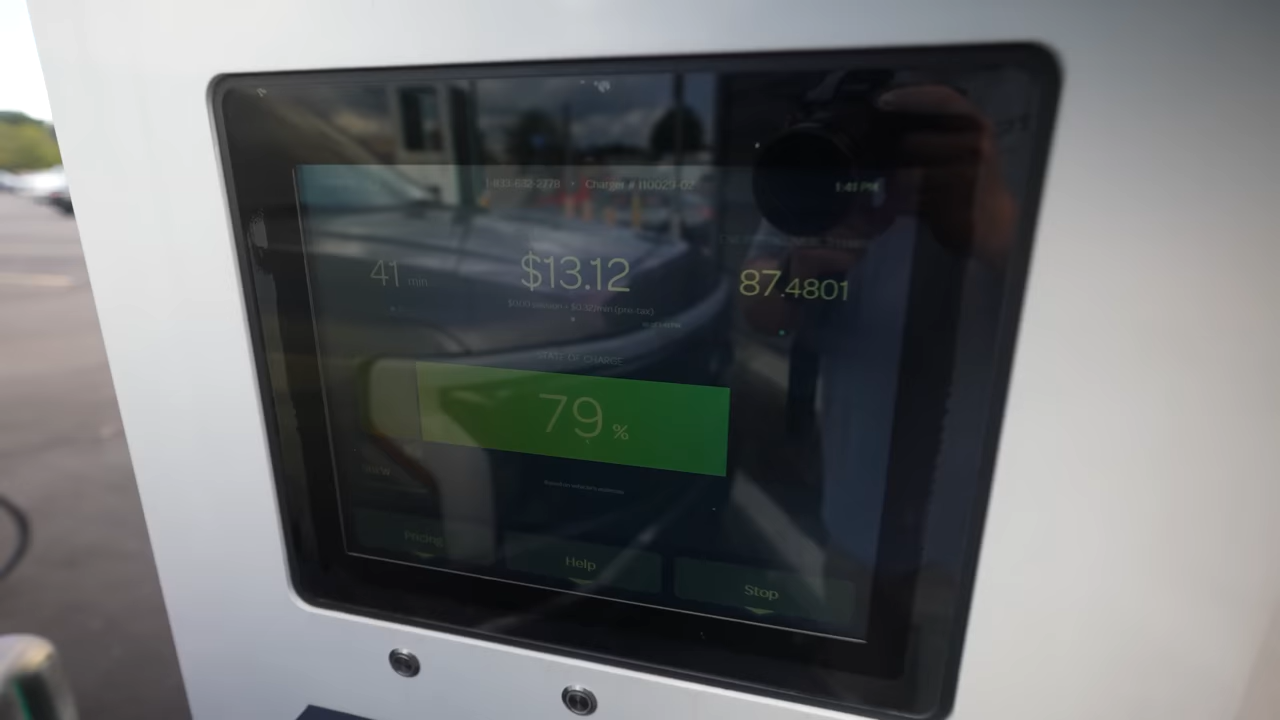 1-833-632-2778 • Charger # 110029-02
1:41 PM
41 min
$13.12
87.4801
STATE OF CHARGE
79 %
Pricing
Help
Stop